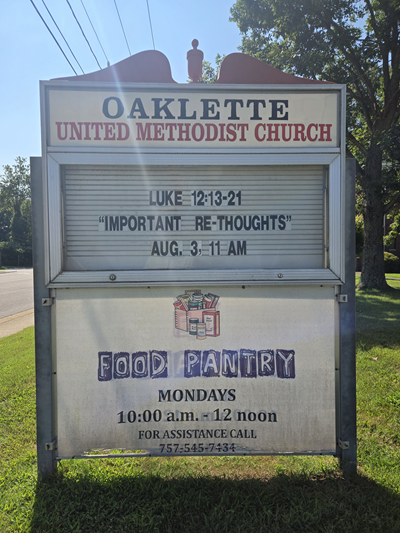 OAKLETTE
UNITED METHODIST CHURCH
LUKE 12:13-21
"IMPORTANT RE-THOUGHTS"
AUG. 3, 11 AM
FOOD PANTRY
MONDAYS
10:00 a.m. - 12 noon
FOR ASSISTANCE CALL
757-545-7434